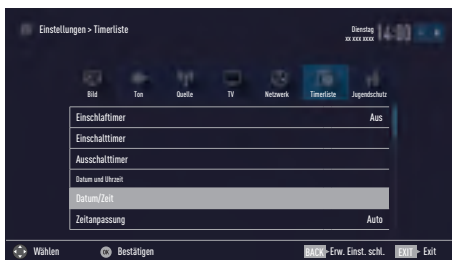 Einstellungen > Timerliste
Dienstag
xx xxx xxxx
14:00
Bild Ton Quelle TV Netzwerk Timerliste Jugendschutz
Einschlaftimer Aus
Einschalttimer
Ausschalttimer
Datum und Uhrzeit
Datum/Zeit
Zeitanpassung Auto
Wählen OK Bestätigen BACK Erw. Einst. schl. EXIT Exit